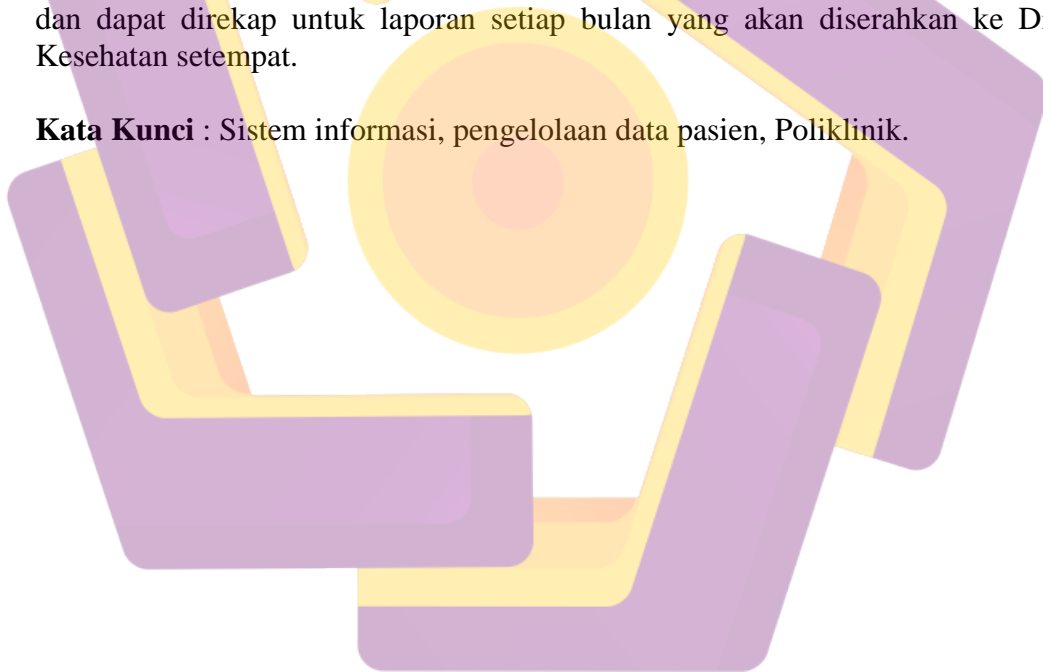 dan dapat direkap untuk laporan setiap bulan yang akan diserahkan ke
Kesehatan setempat.
Kata Kunci : Sistem informasi, pengelolaan data pasien, Poliklinik.